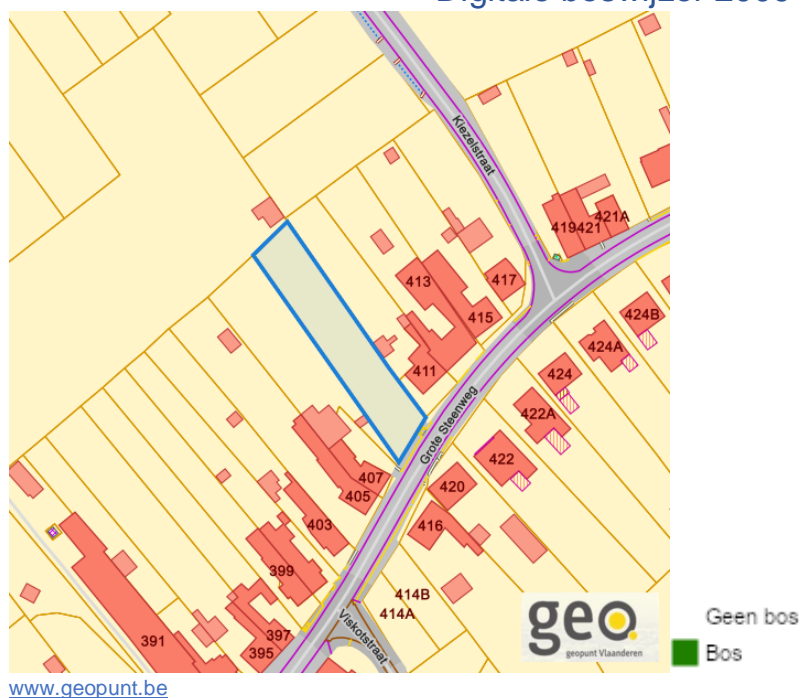 Kiezelstraat
421A
419
421
413
417
415
424B
424A
411
424
Grote Steenweg
422A
422
407
405
420
403
416
399
414B
414A
397
395
391
Viskotstraat
geo.
geopunt Vlaanderen
Geen bos
Bos
www.geopunt.be